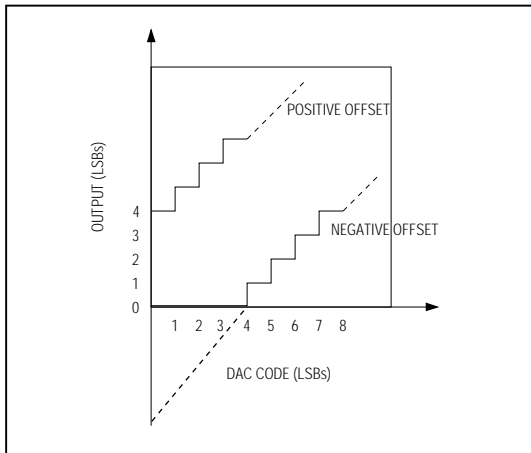 POSITIVE OFFSET
OUTPUT (LSBs)
4
3
2
1
0
NEGATIVE OFFSET
1 2 3 4 5 6 7 8
DAC CODE (LSBs)